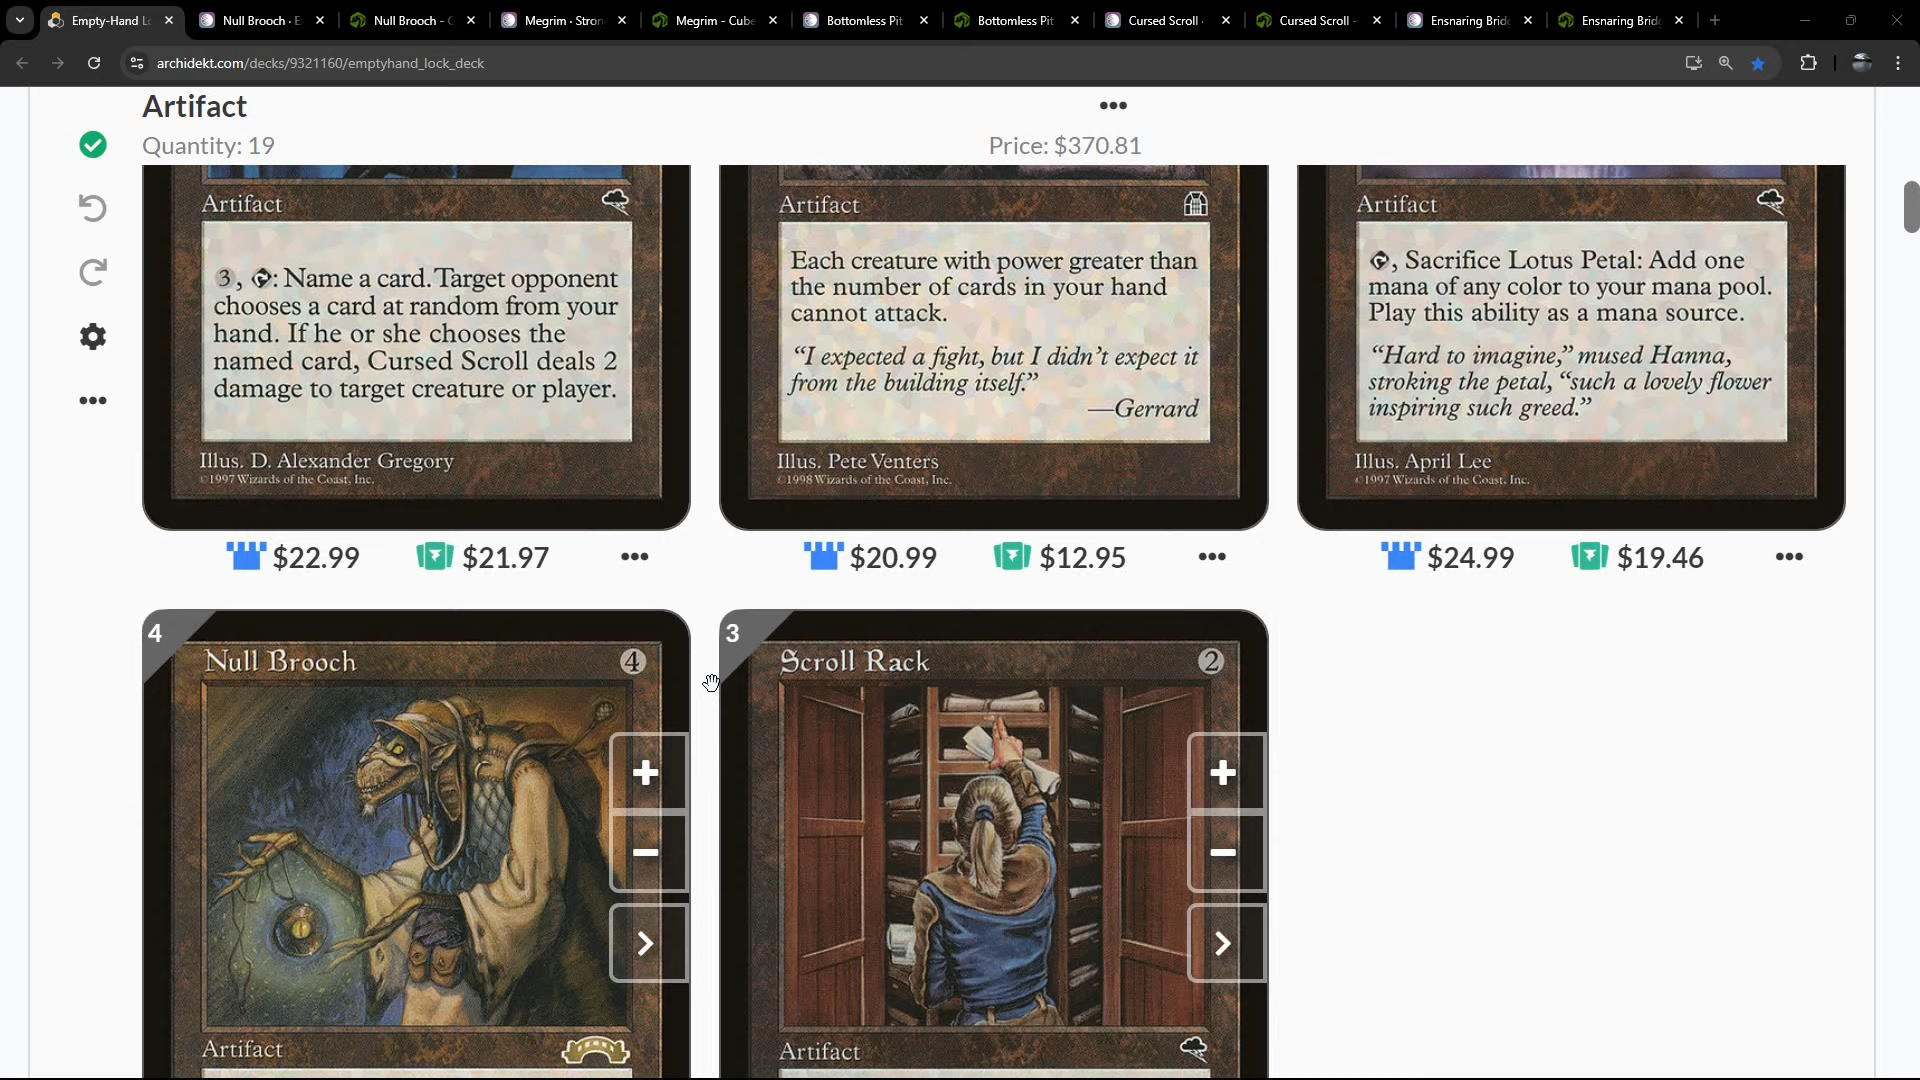 Empty-Hand L
Null Brooch · E
Null Brooch - C
Megrim · Stron
Megrim - Cube
Bottomless Pit
Bottomless Pit
Cursed Scroll ·
Cursed Scroll -
Ensnaring Brid
Ensnaring Brid
archidekt.com/decks/9321160/emptyhand_lock_deck
Artifact
Quantity: 19
Price: $370.81
Artifact
3, : Name a card. Target opponent
chooses a card at random from your
hand. If he or she chooses the
named card, Cursed Scroll deals 2
damage to target creature or player.
Illus. D. Alexander Gregory
©1997 Wizards of the Coast, Inc.
$22.99
$21.97
Artifact
Each creature with power greater than
the number of cards in your hand
cannot attack.
“I expected a fight, but I didn’t expect it
from the building itself.”
—Gerrard
Illus. Pete Venters
©1998 Wizards of the Coast, Inc.
$20.99
$12.95
Artifact
, Sacrifice Lotus Petal: Add one
mana of any color to your mana pool.
Play this ability as a mana source.
“Hard to imagine,” mused Hanna,
stroking the petal, “such a lovely flower
inspiring such greed.”
Illus. April Lee
©1997 Wizards of the Coast, Inc.
$24.99
$19.46
4
Null Brooch
4
Artifact
3
Scroll Rack
2
Artifact